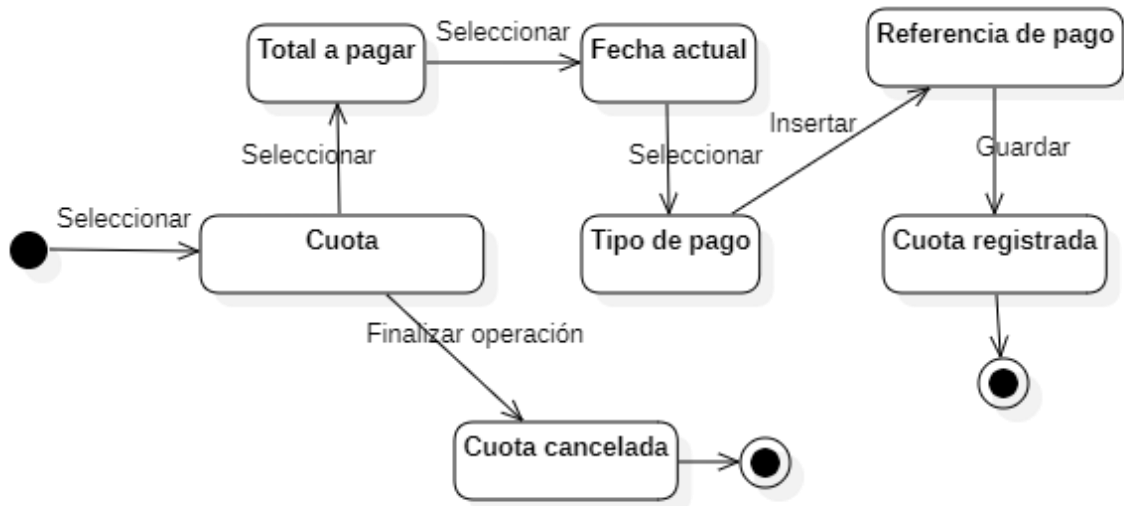 Total a pagar
Seleccionar
Fecha actual
Referencia de pago
Seleccionar
Seleccionar
Insertar
Guardar
Seleccionar
Cuota
Tipo de pago
Cuota registrada
Finalizar operación
Cuota cancelada